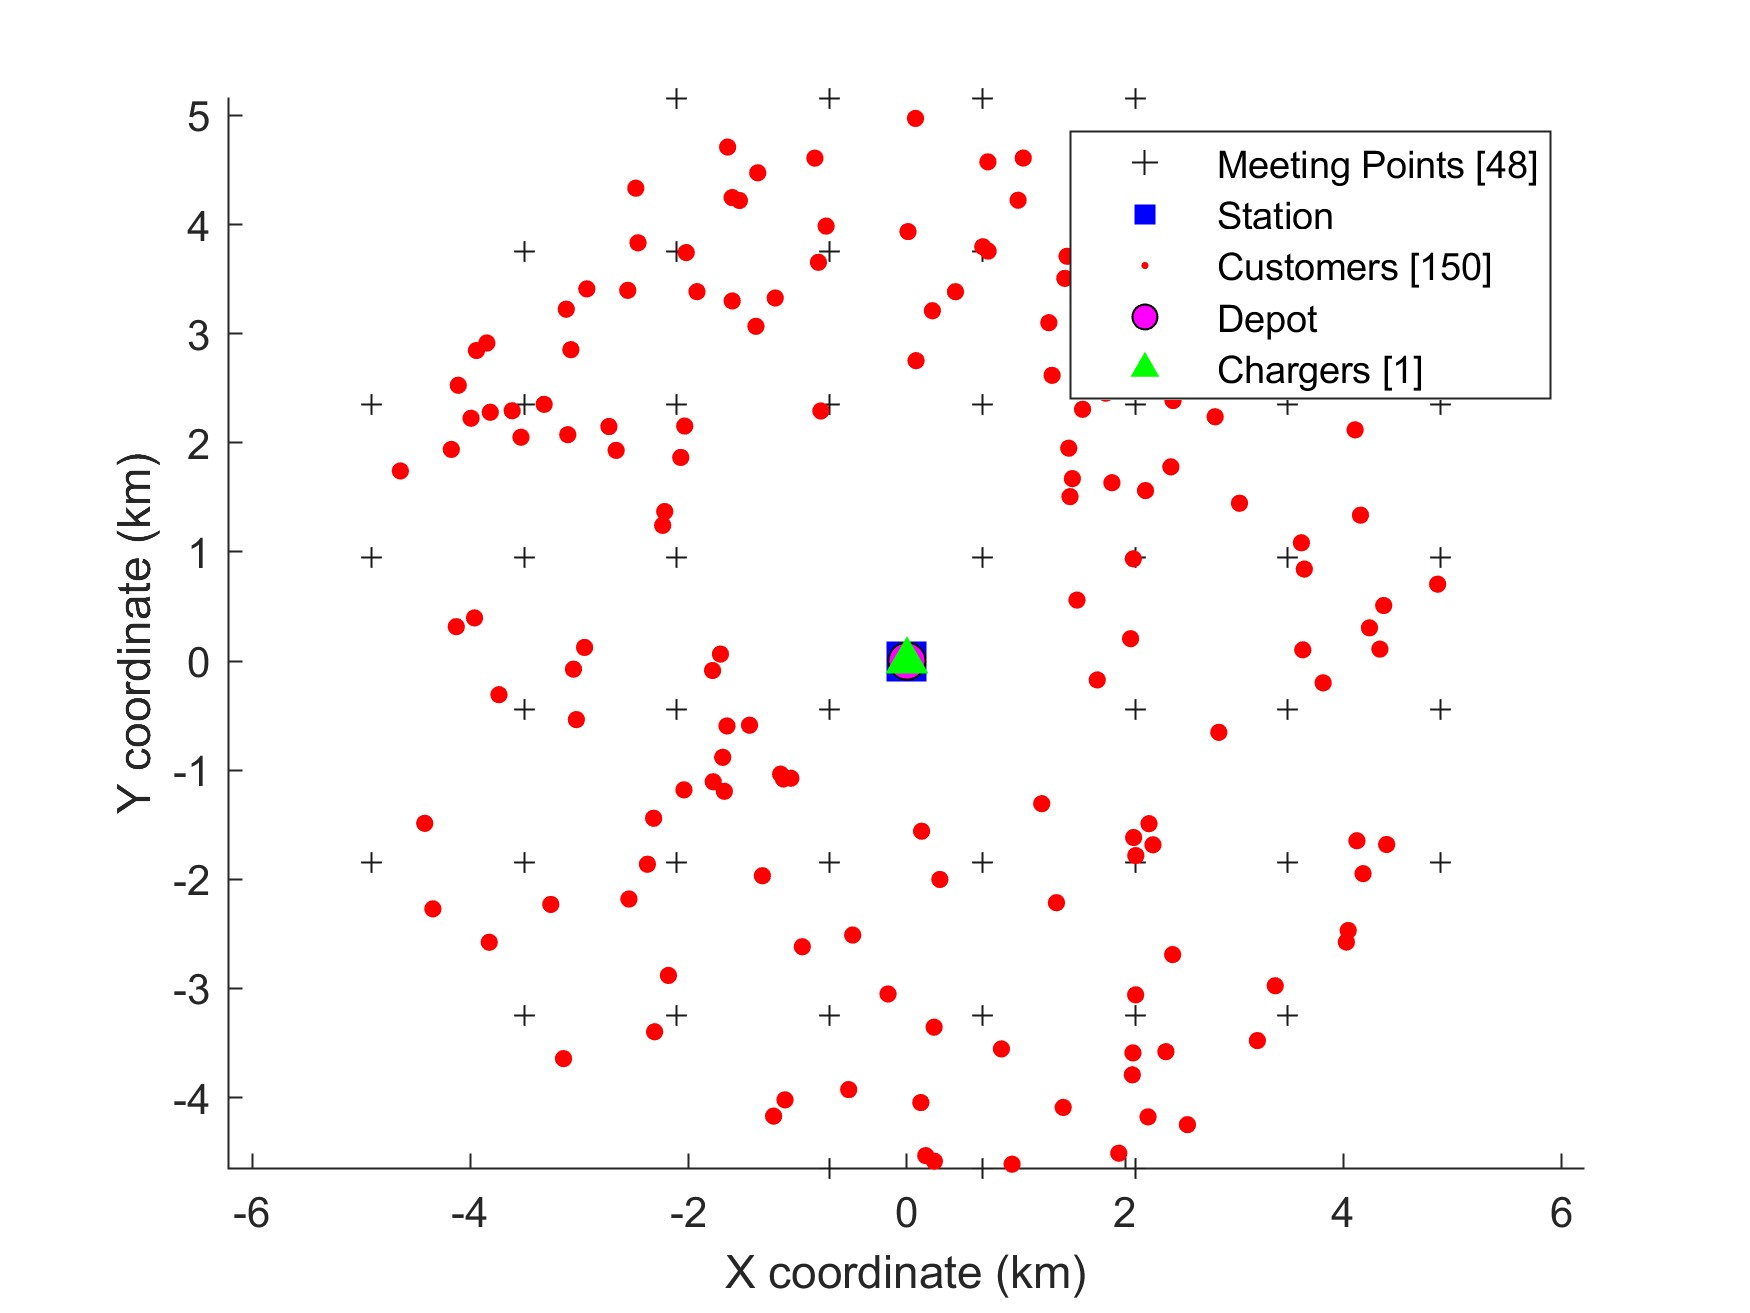 5
4
3
2
1
0
-1
-2
-3
-4
Y coordinate (km)
Meeting Points [48]
Station
Customers [150]
Depot
Chargers [1]
-6 -4 -2 0 2 4 6
X coordinate (km)